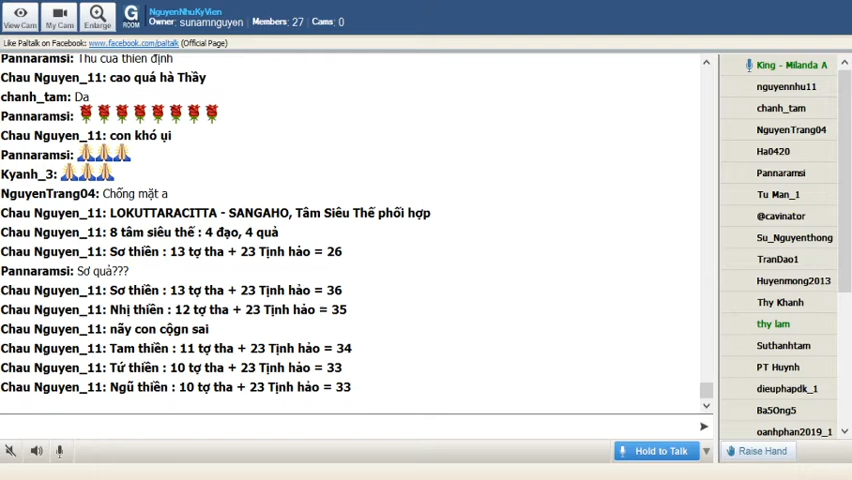 NguyenNhuKyVien
Owner: sunamnguyen Members: 27 Cams: 0
View Cam
My Cam
Enlarge
G
ROOM
Like Paltalk on Facebook: www.facebook.com/paltalk (Official Page)
Pannaramsi: Thu của thiền định
Chau Nguyen_11: cao quá hà Thầy
chanh_tam: Da
Pannaramsi:
Chau Nguyen_11: con khó ụi
Pannaramsi:
Kyanh_3:
NguyenTrang04: Chống mặt a
Chau Nguyen_11: LOKUTTARACITTA - SANGAHO, Tâm Siêu Thế phối hợp
Chau Nguyen_11: 8 tâm siêu thế : 4 đạo, 4 quả
Chau Nguyen_11: Sơ thiền : 13 tợ tha + 23 Tịnh hảo = 26
Pannaramsi: Sơ quả???
Chau Nguyen_11: Sơ thiền : 13 tợ tha + 23 Tịnh hảo = 36
Chau Nguyen_11: Nhị thiền : 12 tợ tha + 23 Tịnh hảo = 35
Chau Nguyen_11: nãy con cộgn sai
Chau Nguyen_11: Tam thiền : 11 tợ tha + 23 Tịnh hảo = 34
Chau Nguyen_11: Tứ thiền : 10 tợ tha + 23 Tịnh hảo = 33
Chau Nguyen_11: Ngũ thiền : 10 tợ tha + 23 Tịnh hảo = 33
King - Milanda A
nguyennhu11
chanh_tam
NguyenTrang04
Ha0420
Pannaramsi
Tu Man_1
@cavinator
Su_Nguyenthong
TranDao1
Huyenmong2013
Thy Khanh
thy lam
Suthanhtam
PT Huynh
dieuphapdk_1
Ba5Ong5
oanhphan2019_1
Hold to Talk
Raise Hand